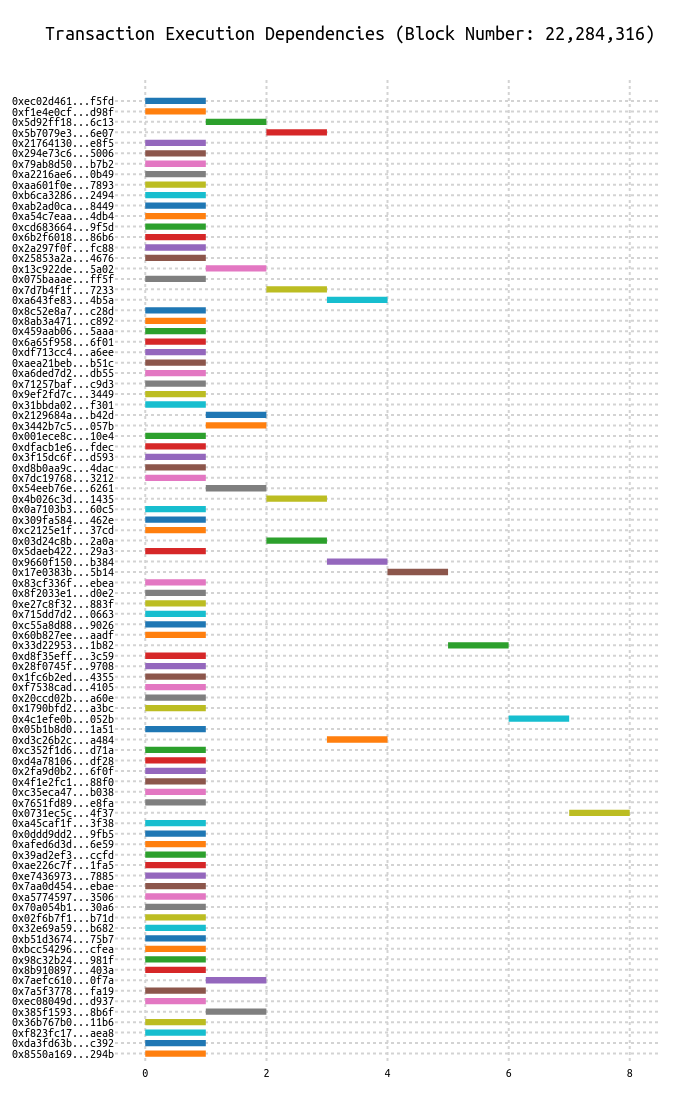 Transaction Execution Dependencies (Block Number: 22,284,316)
0xec02d461...f5fd
0xf1e4e0cf...d98f
0x5d92ff18...6c13
0x5b7079e3...6e07
0x21764130...e8f5
0x294e73c6...5006
0x79ab8d50...b7b2
0xa2216ae6...0b49
0xaa601f0e...7893
0xb6ca3286...2494
0xab2ad0ca...8449
0xa54c7eaa...4db4
0xcd683664...9f5d
0x6b2f6018...86b6
0x2a297f0f...fc88
0x25853a2a...4676
0x13c922de...5a02
0x075baaae...ff5f
0x7d7b4f1f...7233
0xa643fe83...4b5a
0x8c52e8a7...c28d
0x8ab3a471...c892
0x459aab06...5aaa
0x6a65f958...6f01
0xdf713cc4...a6ee
0xaea21beb...b51c
0xa6ded7d2...db55
0x71257baf...c9d3
0x9ef2fd7c...3449
0x31bbda02...f301
0x2129684a...b42d
0x3442b7c5...057b
0x001ece8c...10e4
0xdfacb1e6...fdec
0x3f15dc6f...d593
0xd8b0aa9c...4dac
0x7dc19768...3212
0x54eeb76e...6261
0x4b026c3d...1435
0x0a7103b3...60c5
0x309fa584...462e
0xc2125e1f...37cd
0x03d24c8b...2a0a
0x5daeb422...29a3
0x9660f150...b384
0x17e0383b...5b14
0x83cf336f...ebea
0x8f2033e1...d0e2
0xe27c8f32...883f
0x715dd7d2...0663
0xc55a8d88...9026
0x60b827ee...aadf
0x33d22953...1b82
0xd8f35eff...3c59
0x28f0745f...9708
0x1fc6b2ed...4355
0xf7538cad...4105
0x20ccd02b...a60e
0x1790bfd2...a3bc
0x4c1efe0b...052b
0x05b1b8d0...1a51
0xd3c26b2c...a484
0xc352f1d6...d71a
0xd4a78106...df28
0x2fa9d0b2...6f0f
0x4f1e2fc1...88f0
0xc35eca47...b038
0x7651fd89...e8fa
0x0731ec5c...4f37
0xa45caf1f...3f38
0x0ddd9dd2...9fb5
0xafed6d3d...6e59
0x39ad2ef3...ccfd
0xae226c7f...1fa5
0xe7436973...7885
0x7aa0d454...ebae
0xa5774597...3506
0x70a054b1...30a6
0x02f6b7f1...b71d
0x32e69a59...b682
0xb51d3674...75b7
0xbcc54296...cfea
0x98c32b24...981f
0x8b910897...403a
0x7aefc610...0f7a
0x7a5f3778...fa19
0xec08049d...d937
0x385f1593...8b6f
0x36b767b0...11b6
0xf823fc17...aea8
0xda3fd63b...c392
0x8550a169...294b
0 2 4 6 8